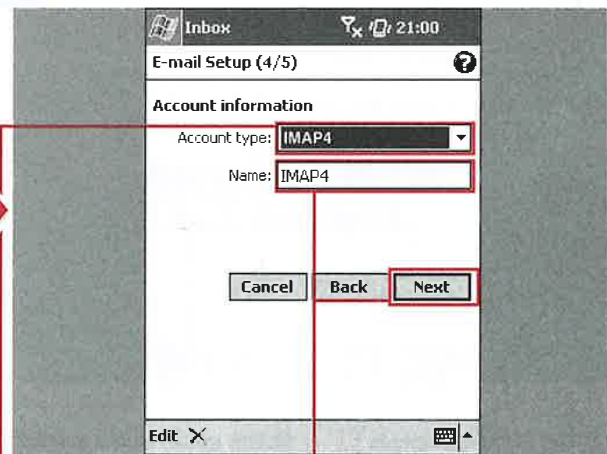 Inbox 21:00
E-mail Setup (4/5)
Account information
Account type: IMAP4
Name: IMAP4
Cancel Back Next
Edit